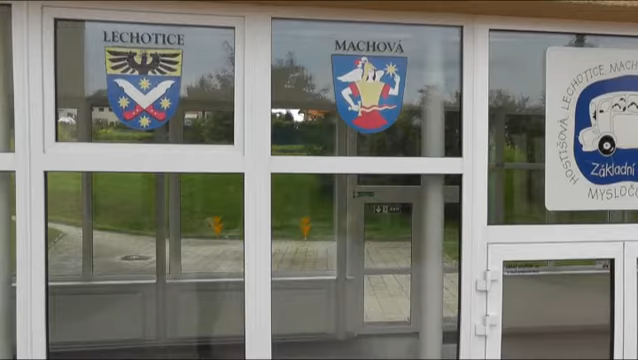 LECHOTICE
MACHOVÁ
HOSTIŠOVÁ, LECHOTICE, MACH
Základní
MYSLOČ